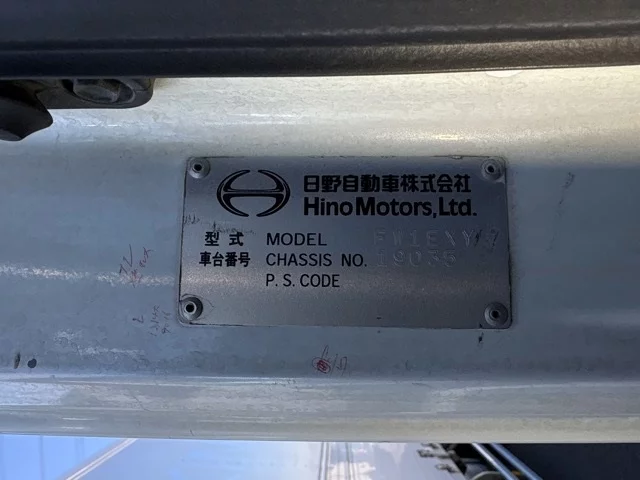 日野自動車株式会社
Hino Motors, Ltd.
型式 MODEL
車台番号 CHASSIS NO. 19035
P.S.CODE